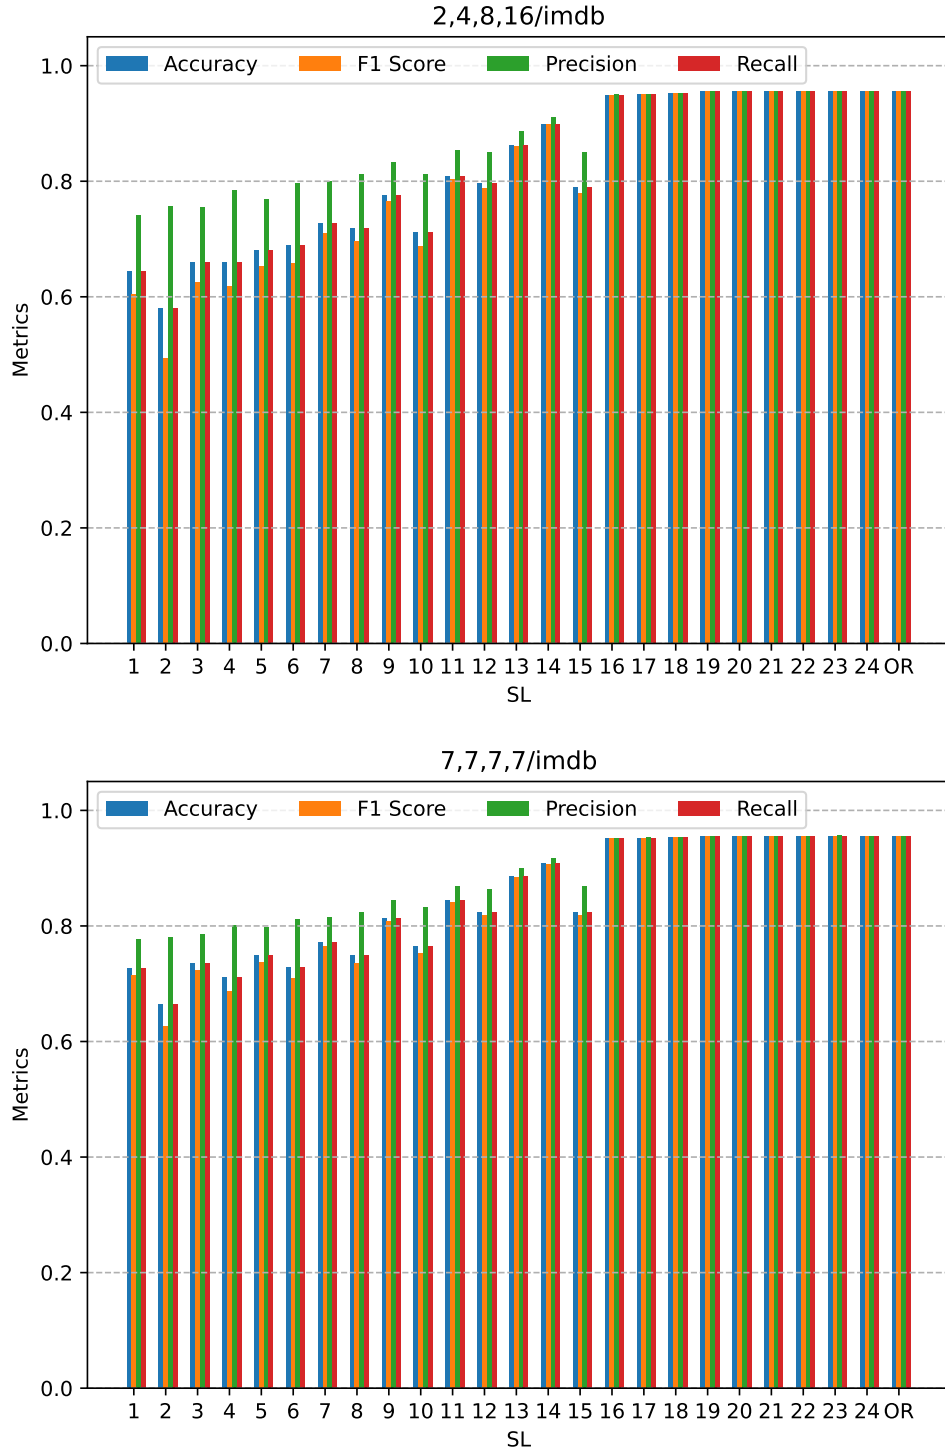 2,4,8,16/imdb
Accuracy F1 Score Precision Recall
1.0
0.8
0.6
0.4
0.2
0.0
Metrics
1 2 3 4 5 6 7 8 9 10 11 12 13 14 15 16 17 18 19 20 21 22 23 24 OR
SL
7,7,7,7/imdb
Accuracy F1 Score Precision Recall
1.0
0.8
0.6
0.4
0.2
0.0
Metrics
1 2 3 4 5 6 7 8 9 10 11 12 13 14 15 16 17 18 19 20 21 22 23 24 OR
SL